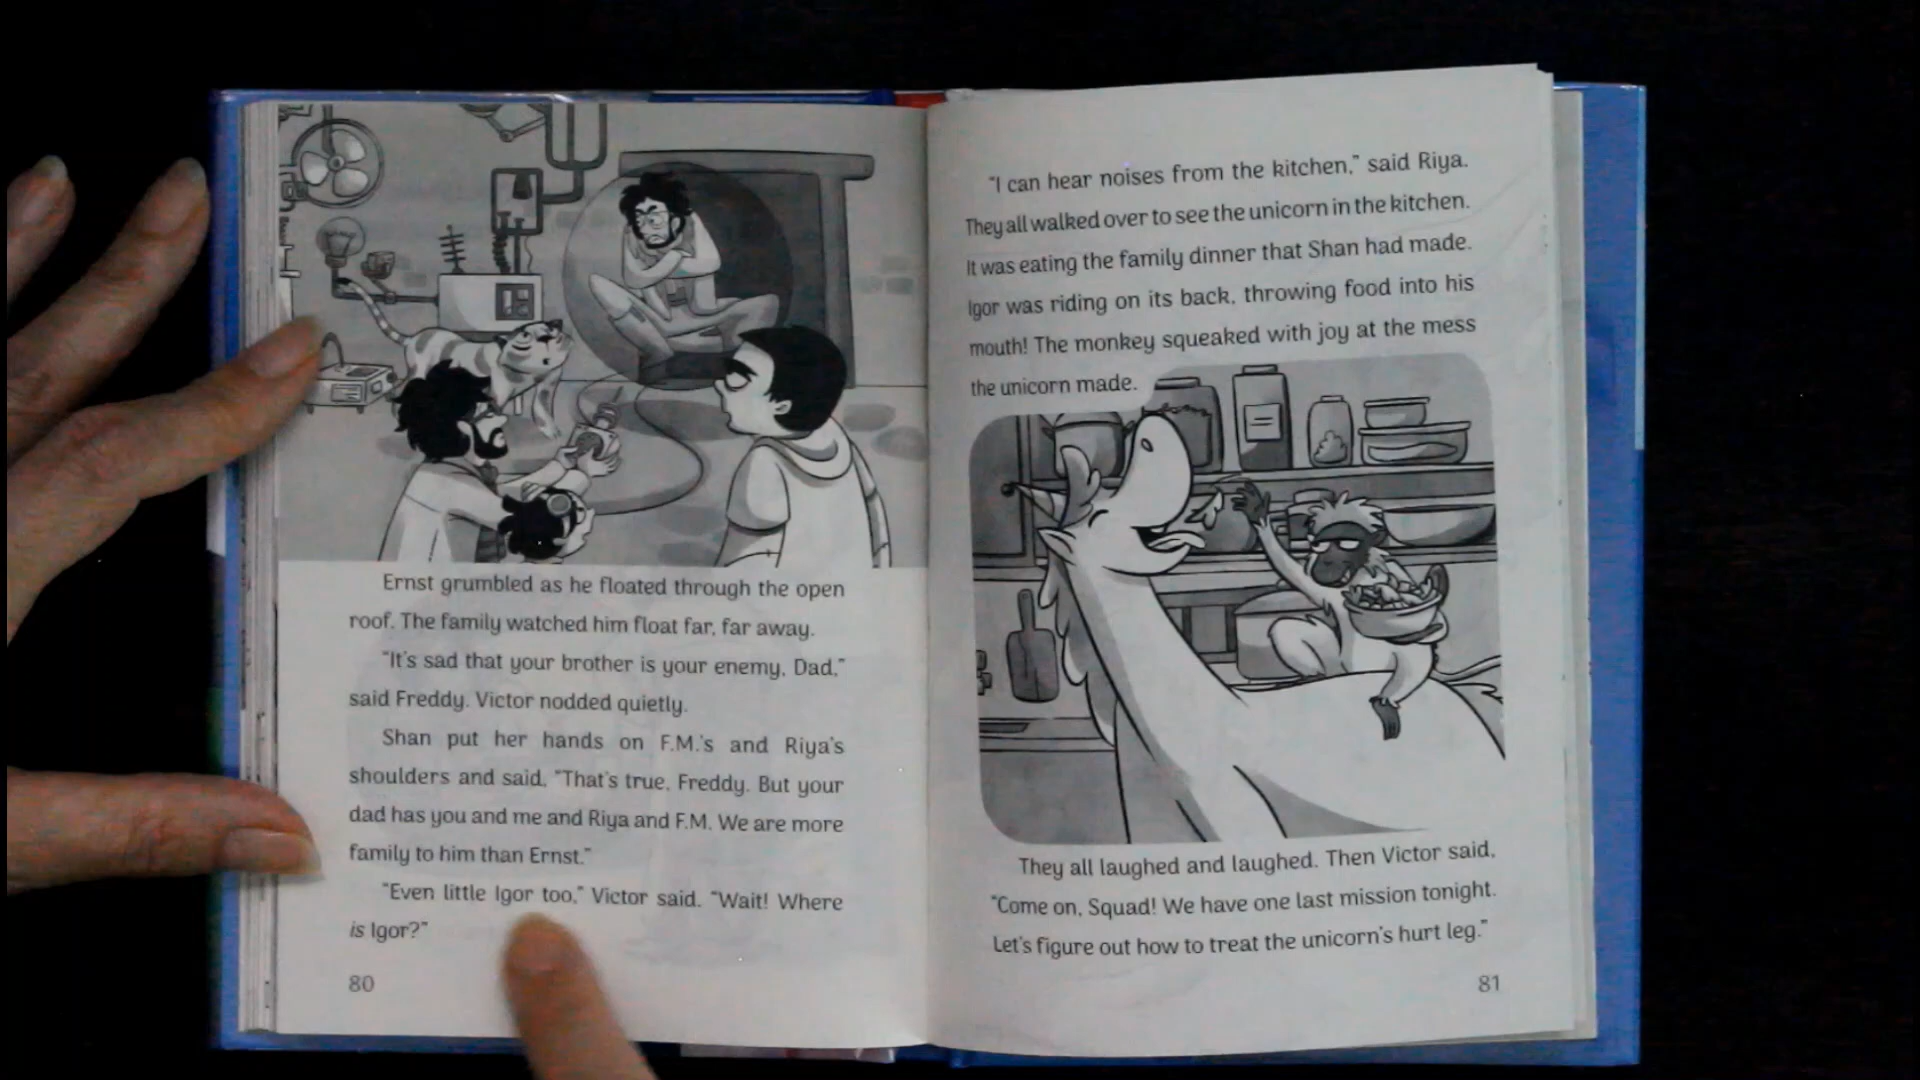 Ernst grumbled as he floated through the open
roof. The family watched him float far, far away.
"It's sad that your brother is your enemy, Dad,"
said Freddy. Victor nodded quietly.
Shan put her hands on F.M.'s and Riya's
shoulders and said, "That's true, Freddy. But your
dad has you and me and Riya and F.M. We are more
family to him than Ernst."
"Even little Igor too," Victor said. "Wait! Where
is Igor?"
80
"I can hear noises from the kitchen," said Riya.
They all walked over to see the unicorn in the kitchen.
It was eating the family dinner that Shan had made.
Igor was riding on its back, throwing food into his
mouth! The monkey squeaked with joy at the mess
the unicorn made.
They all laughed and laughed. Then Victor said,
"Come on, Squad! We have one last mission tonight.
Let's figure out how to treat the unicorn's hurt leg."
81